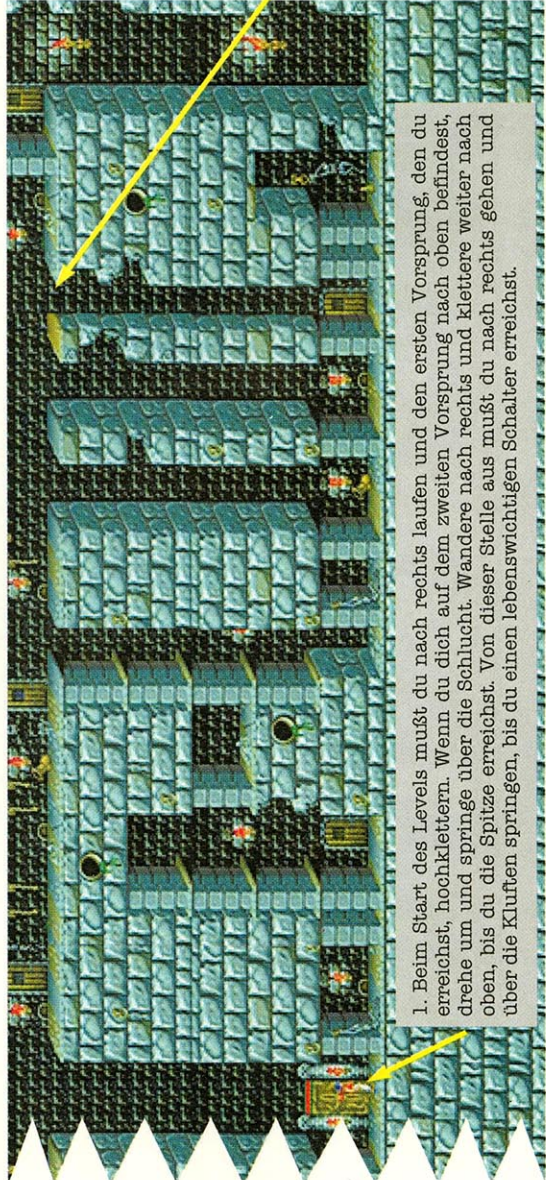 1. Beim Start des Levels mußt du nach rechts laufen und den ersten Vorsprung, den du
erreichst, hochklettern. Wenn du dich auf dem zweiten Vorsprung nach oben befindest,
drehe um und springe über die Schlucht. Wandere nach rechts und klettere weiter nach
oben, bis du die Spitze erreichst. Von dieser Stelle aus mußt du nach rechts gehen und
über die Kluften springen, bis du einen lebenswichtigen Schalter erreichst.